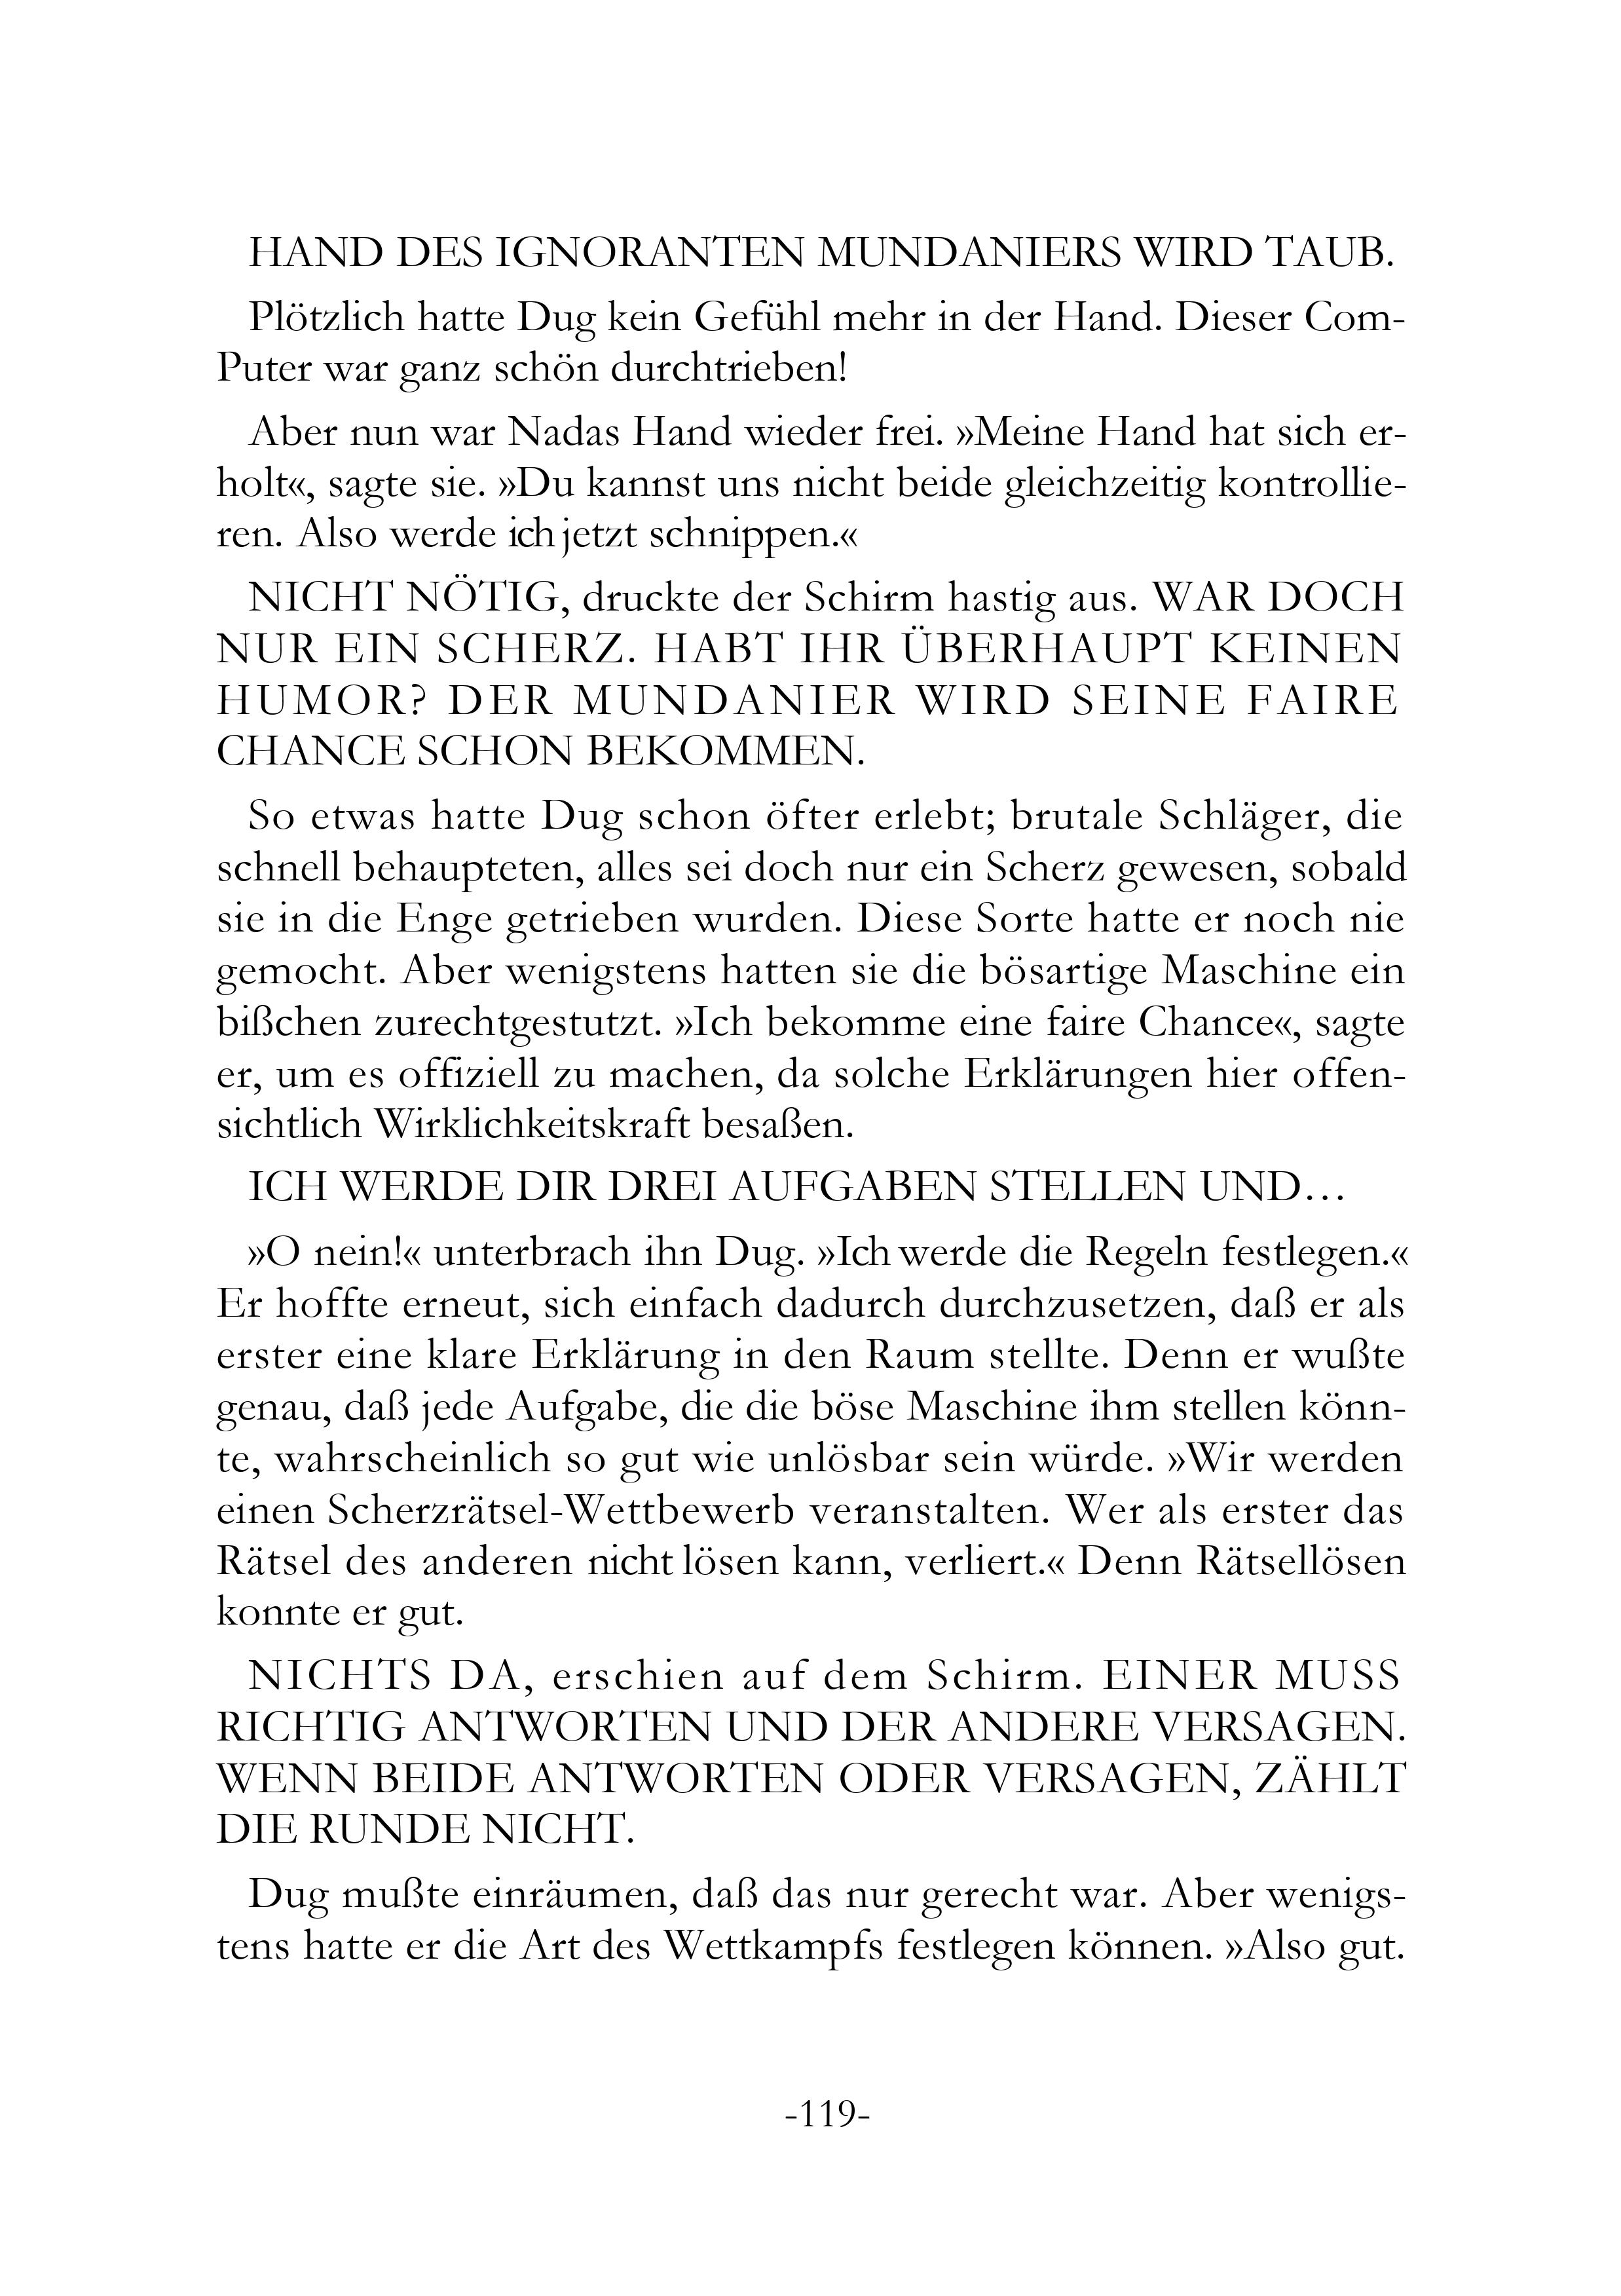 HAND DES IGNORANTEN MUNDANIERS WIRD TAUB.
Plötzlich hatte Dug kein Gefühl mehr in der Hand. Dieser Com-
Puter war ganz schön durchtrieben!
Aber nun war Nadas Hand wieder frei. »Meine Hand hat sich er-
holt«, sagte sie. »Du kannst uns nicht beide gleichzeitig kontrollie-
ren. Also werde ich jetzt schnippen.«
NICHT NÖTIG, druckte der Schirm hastig aus. WAR DOCH
NUR EIN SCHERZ. HABT IHR ÜBERHAUPT KEINEN
HUMOR? DER MUNDANIER WIRD SEINE FAIRE
CHANCE SCHON BEKOMMEN.
So etwas hatte Dug schon öfter erlebt; brutale Schläger, die
schnell behaupteten, alles sei doch nur ein Scherz gewesen, sobald
sie in die Enge getrieben wurden. Diese Sorte hatte er noch nie
gemocht. Aber wenigstens hatten sie die bösartige Maschine ein
bißchen zurechtgestutzt. »Ich bekomme eine faire Chance«, sagte
er, um es offiziell zu machen, da solche Erklärungen hier offen-
sichtlich Wirklichkeitskraft besaßen.
ICH WERDE DIR DREI AUFGABEN STELLEN UND…
»O nein!« unterbrach ihn Dug. »Ich werde die Regeln festlegen.«
Er hoffte erneut, sich einfach dadurch durchzusetzen, daß er als
erster eine klare Erklärung in den Raum stellte. Denn er wußte
genau, daß jede Aufgabe, die die böse Maschine ihm stellen könn-
te, wahrscheinlich so gut wie unlösbar sein würde. »Wir werden
einen Scherzrätsel-Wettbewerb veranstalten. Wer als erster das
Rätsel des anderen nicht lösen kann, verliert.« Denn Rätsellösen
konnte er gut.
NICHTS DA, erschien auf dem Schirm. EINER MUSS
RICHTIG ANTWORTEN UND DER ANDERE VERSAGEN.
WENN BEIDE ANTWORTEN ODER VERSAGEN, ZÄHLT
DIE RUNDE NICHT.
Dug mußte einräumen, daß das nur gerecht war. Aber wenigs-
tens hatte er die Art des Wettkampfs festlegen können. »Also gut.
-119-